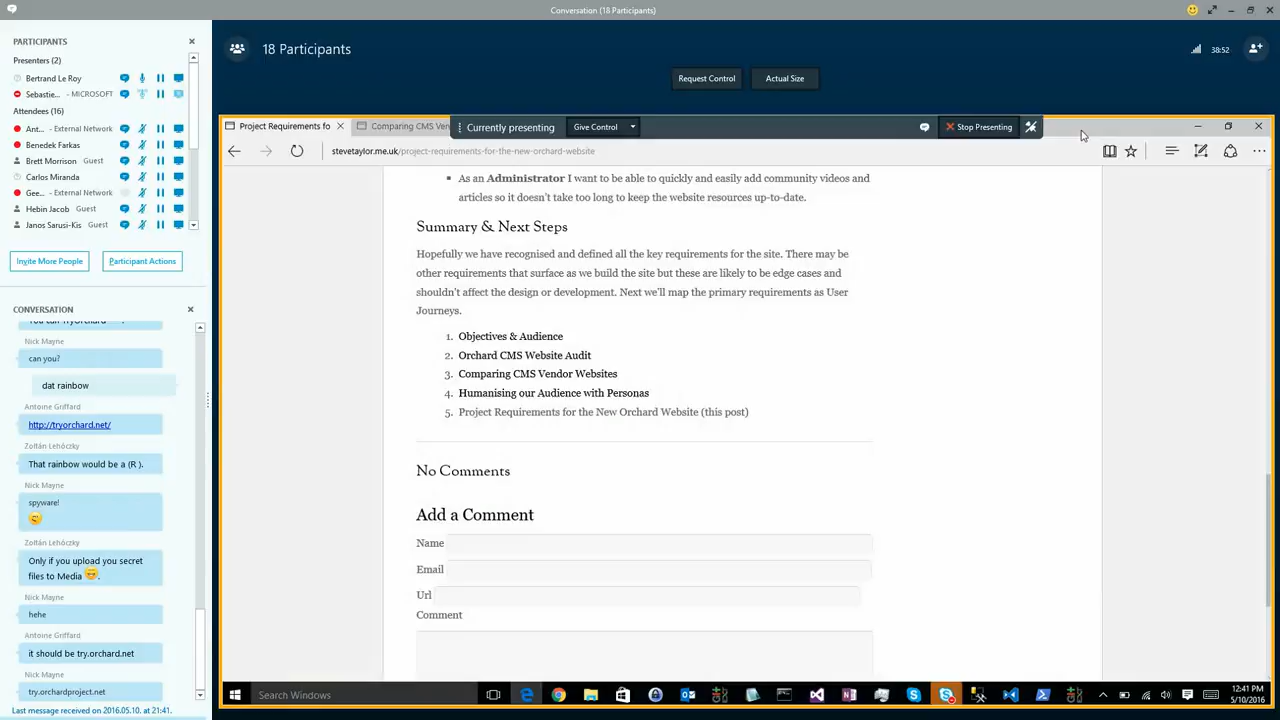 Conversation (18 Participants)
PARTICIPANTS
Presenters (2)
Bertrand Le Roy
Sebastie... - MICROSOFT
Attendees (16)
Ant... - External Network
Benedek Farkas
Brett Morrison Guest
Carlos Miranda
Gee... - External Network
Hebin Jacob Guest
Janos Sarusi-Kis Guest
Invite More People
Participant Actions
CONVERSATION
Nick Mayne
can you?
dat rainbow
Antoine Griffard
http://tryorchard.net/
Zoltán Lehóczky
That rainbow would be a (R ).
Nick Mayne
spyware!
Zoltán Lehóczky
Only if you upload you secret
files to Media
.
Nick Mayne
hehe
Antoine Griffard
it should be try.orchard.net
Nick Mayne
try.orchardproject.net
Last message received on 2016.05.10. at 21:41.
18 Participants
38:52
Request Control
Actual Size
Project Requirements fo
Comparing CMS Ven
Currently presenting
Give Control
Stop Presenting
stevetaylor.me.uk/project-requirements-for-the-new-orchard-website
As an Administrator I want to be able to quickly and easily add community videos and
articles so it doesn't take too long to keep the website resources up-to-date.
Summary & Next Steps
Hopefully we have recognised and defined all the key requirements for the site. There may be
other requirements that surface as we build the site but these are likely to be edge cases and
shouldn't affect the design or development. Next we'll map the primary requirements as User
Journeys.
1. Objectives & Audience
2. Orchard CMS Website Audit
3. Comparing CMS Vendor Websites
4. Humanising our Audience with Personas
5. Project Requirements for the New Orchard Website (this post)
No Comments
Add a Comment
Name
Email
Url
Comment
Search Windows
12:41 PM
5/10/2016